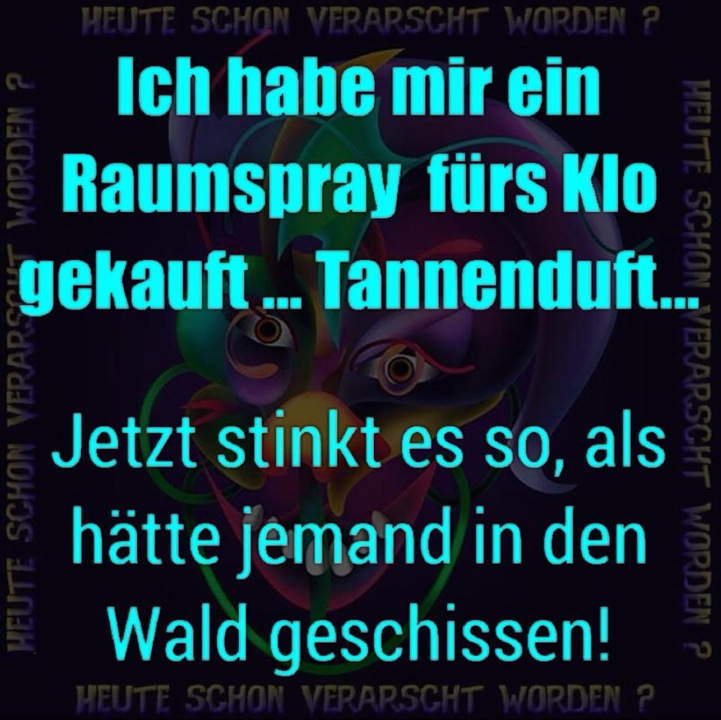 HEUTE SCHON VERARSCHT WORDEN ?
HEUTE SCHON VERARSCHT WORDEN ?
HEUTE SCHON VERARSCHT WORDEN ?
Ich habe mir ein
Raumspray fürs Klo
gekauft ... Tannenduft...
Jetzt stinkt es so, als
hätte jemand in den
Wald geschissen!
HEUTE SCHON VERARSCHT WORDEN ?